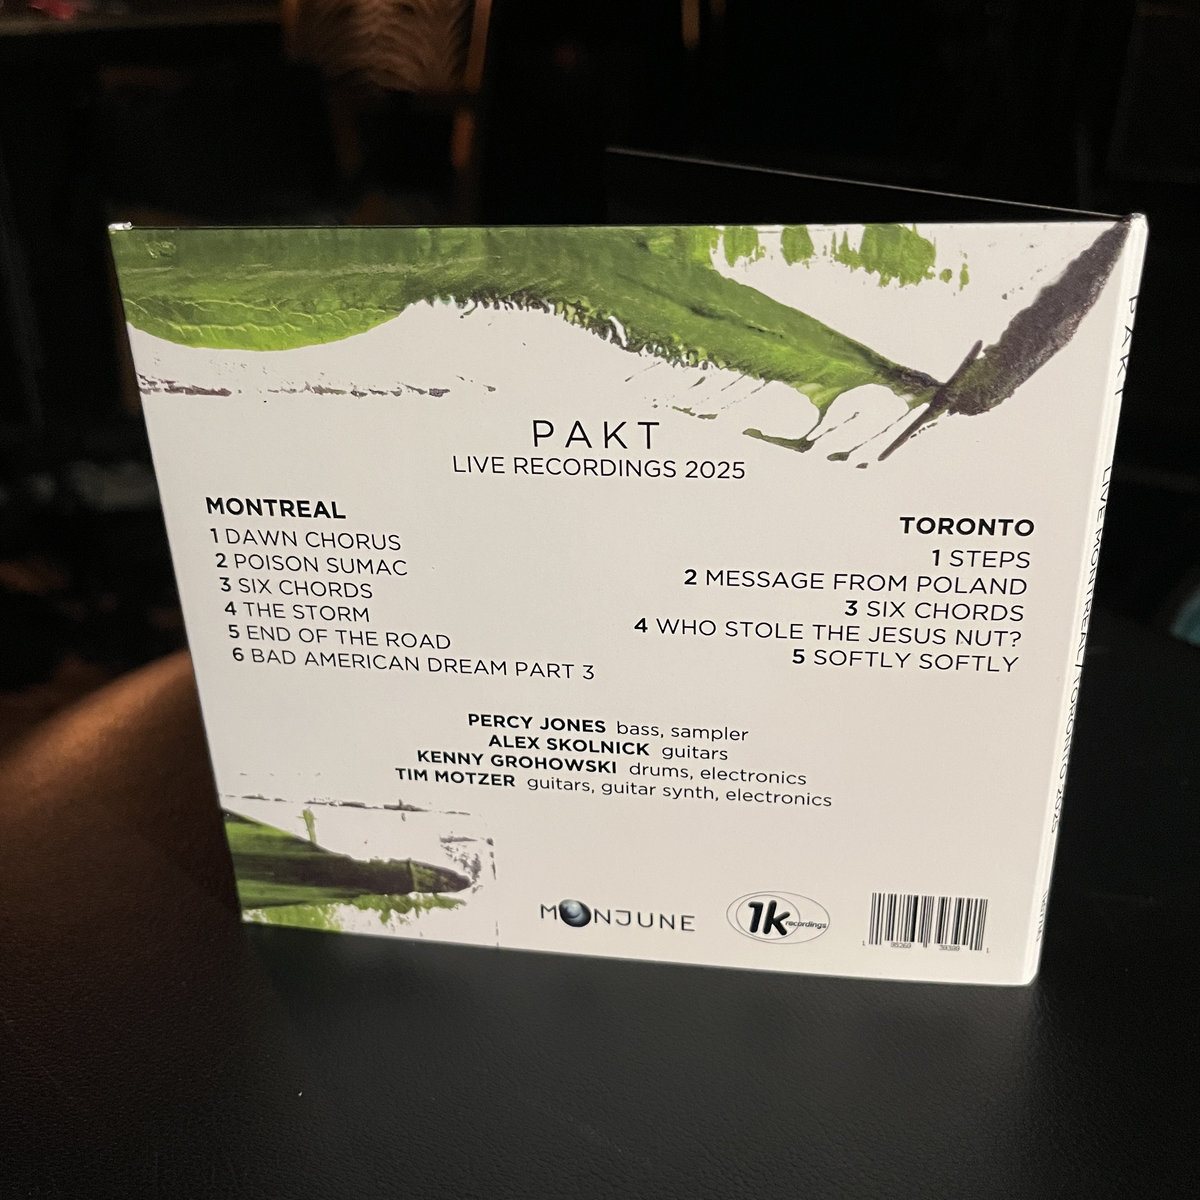 PAKT
LIVE RECORDINGS 2025
MONTREAL
1 DAWN CHORUS
2 POISON SUMAC
3 SIX CHORDS
4 THE STORM
5 END OF THE ROAD
6 BAD AMERICAN DREAM PART 3
TORONTO
1 STEPS
2 MESSAGE FROM POLAND
3 SIX CHORDS
4 WHO STOLE THE JESUS NUT?
5 SOFTLY SOFTLY
PERCY JONES bass, sampler
ALEX SKOLNICK guitars
KENNY GROHOWSKI drums, electronics
TIM MOTZER guitars, guitar synth, electronics
MOONJUNE
1k recordings
PAKT
LIVE MONTREAL / TORONTO 2025